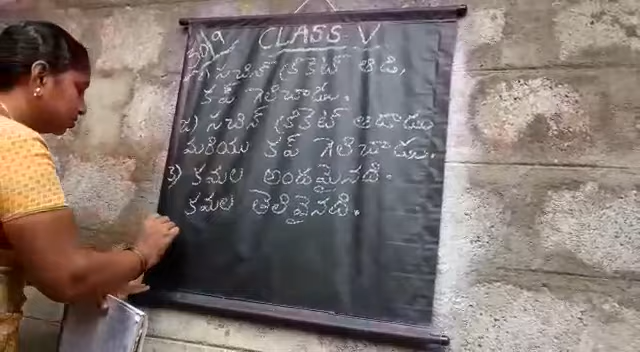 CLASS V
సచిన్ క్రికెట్ ఆడి,
కప్ గెలిచాడు.
2) సచిన్ క్రికెట్ ఆడాడు
మరియు కప్ గెలిచాడు.
3) కమల అందమైనది.
కమల తెలివైనది.